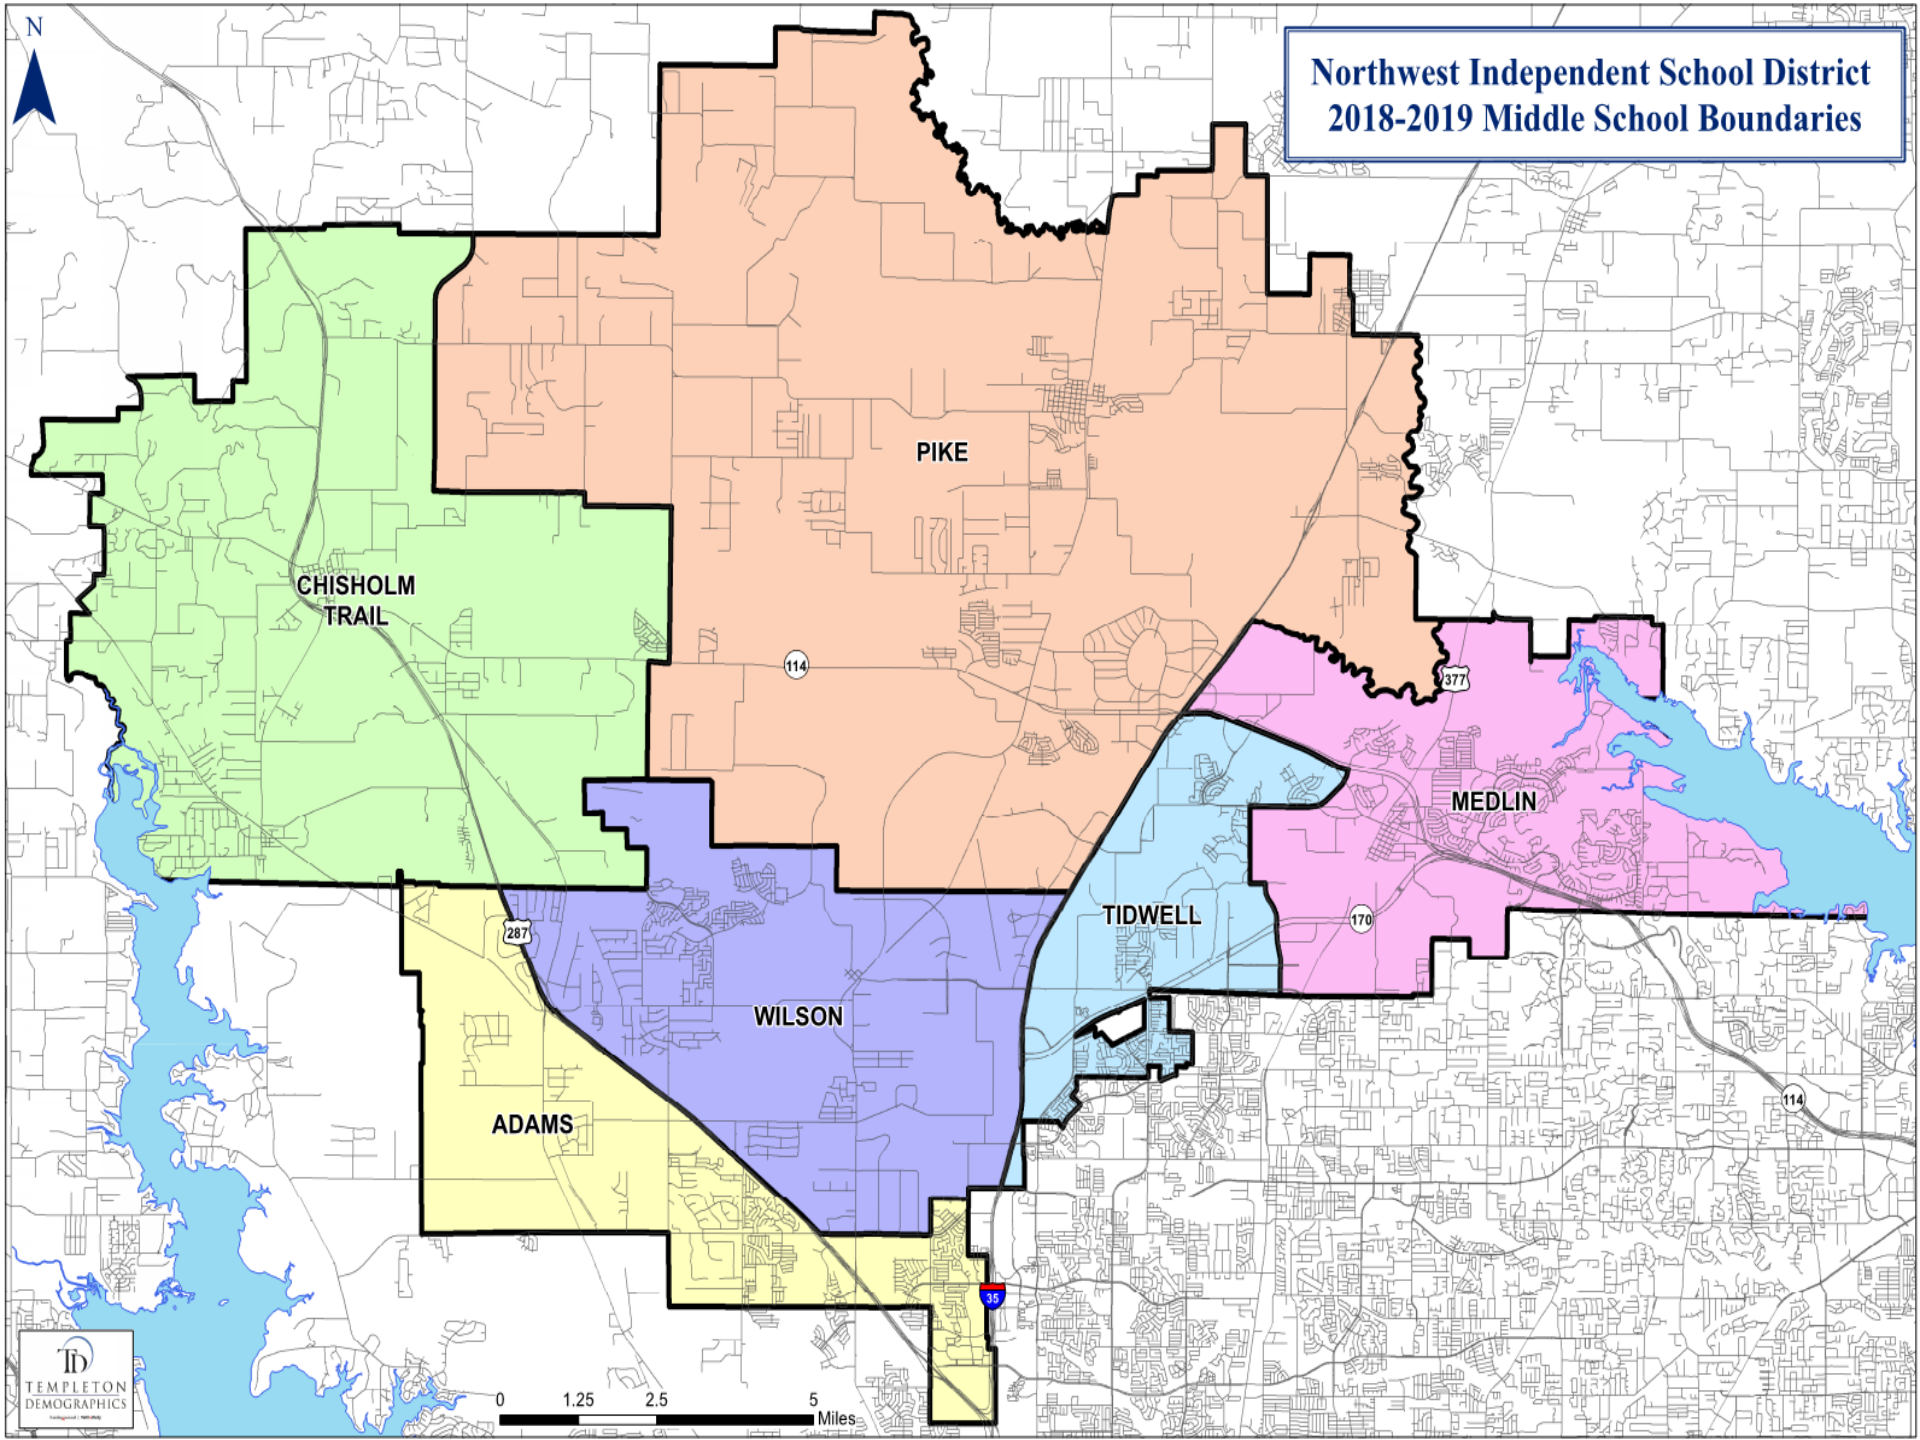 N
Northwest Independent School District
2018-2019 Middle School Boundaries
PIKE
CHISHOLM
TRAIL
114
377
MEDLIN
TIDWELL
170
287
WILSON
ADAMS
114
35
TD
TEMPLETON
DEMOGRAPHICS
0 1.25 2.5 5
Miles